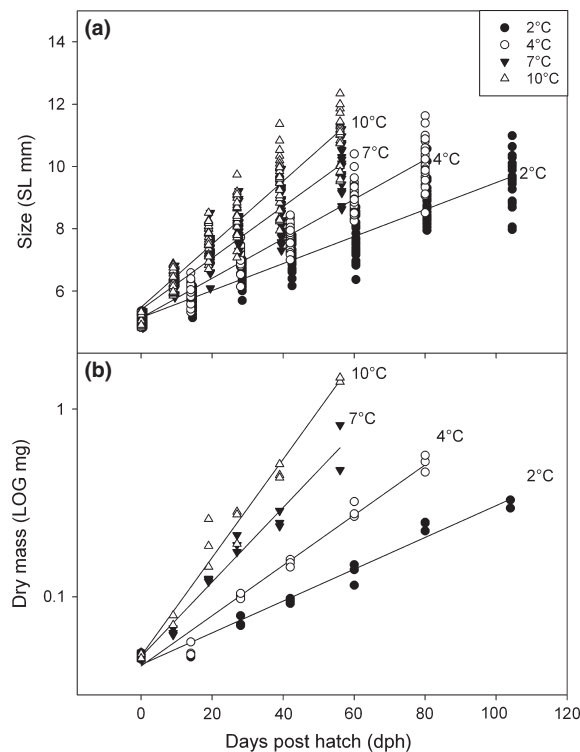 (a)
2°C
4°C
7°C
10°C
14
12
10
8
6
Size (SL mm)
10°C
7°C
4°C
2°C
(b)
1
0.1
Dry mass (LOG mg)
10°C
7°C
4°C
2°C
0
20
40
60
80
100
120
Days post hatch (dph)